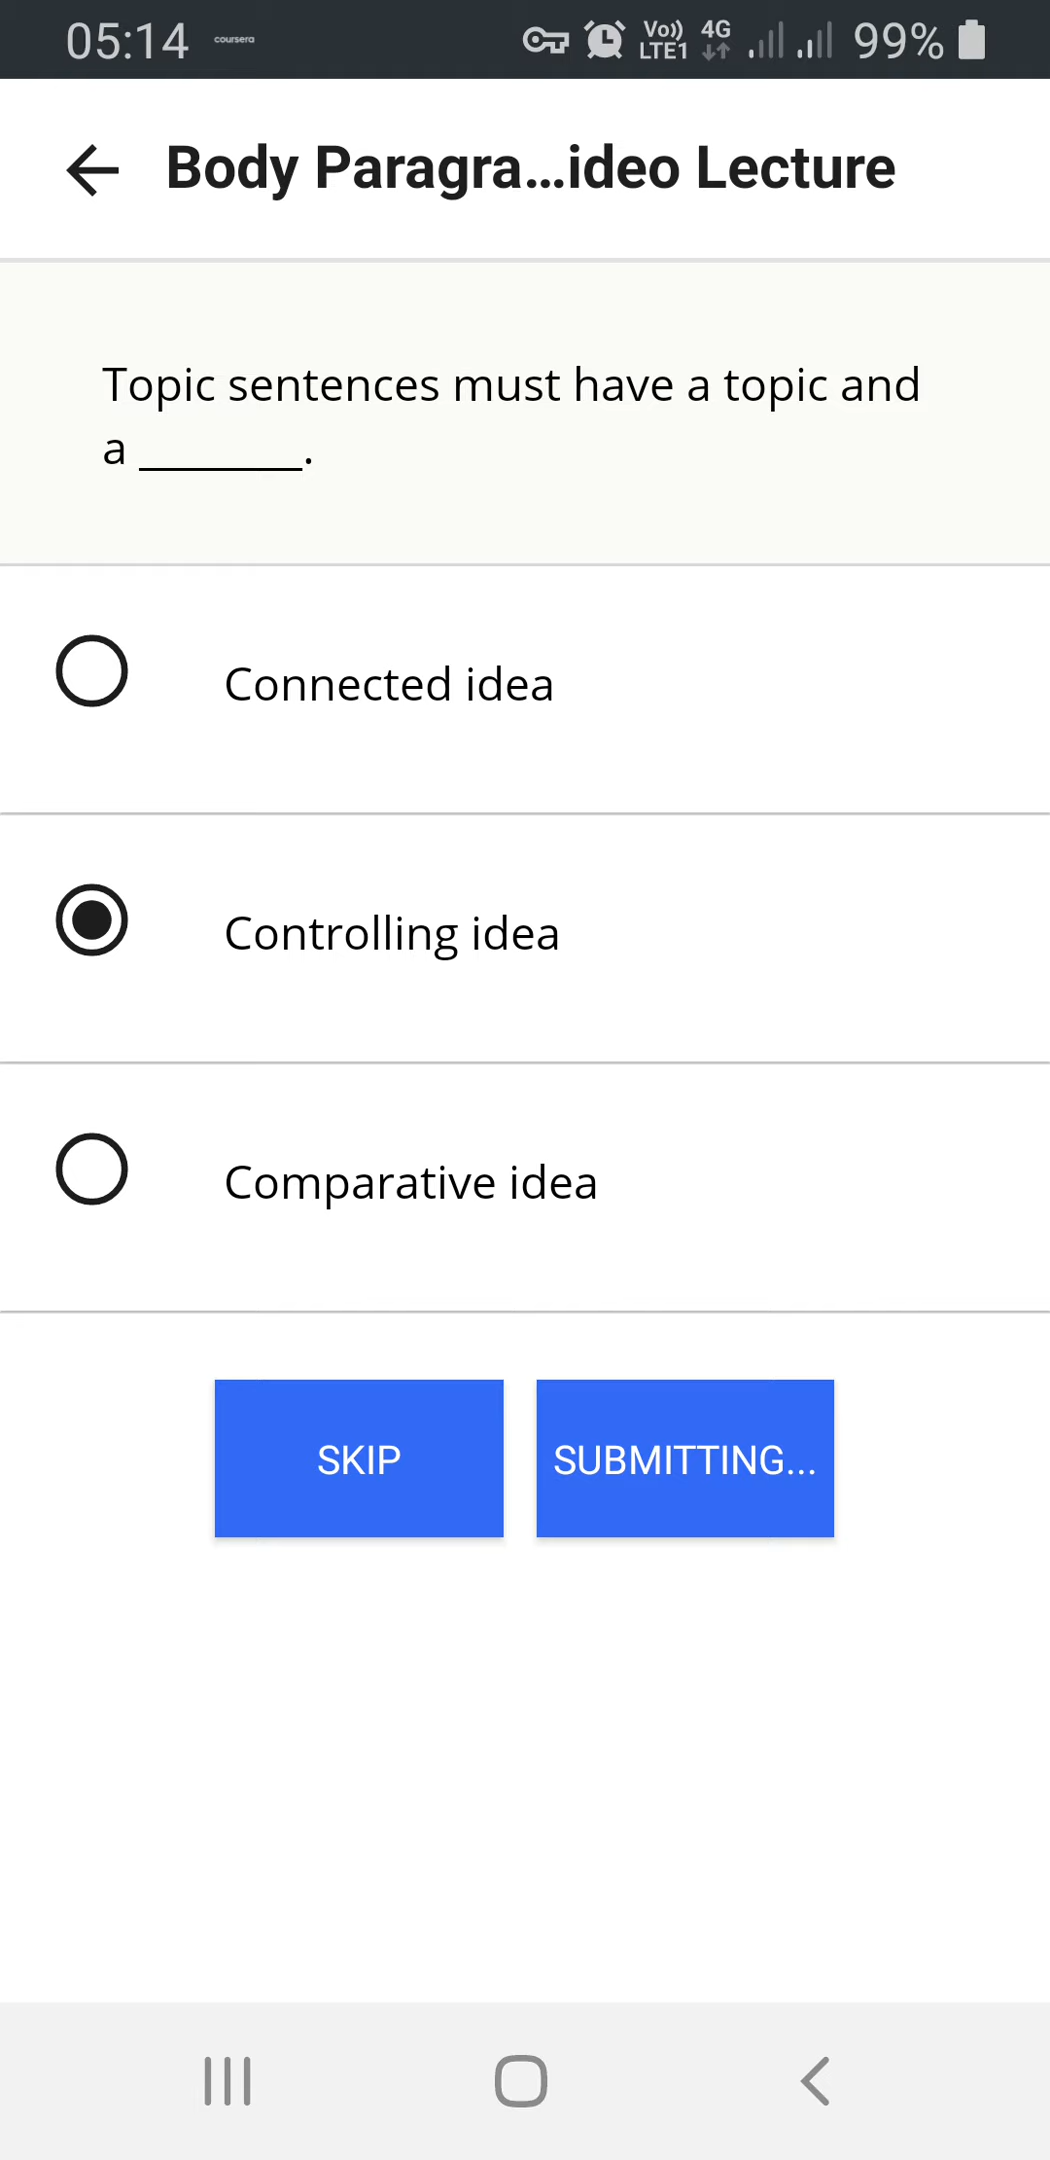 05:14 coursera Vo)) LTE1 4G 99%
Body Paragra...ideo Lecture
Topic sentences must have a topic and
a ________.
Connected idea
Controlling idea
Comparative idea
SKIP SUBMITTING...